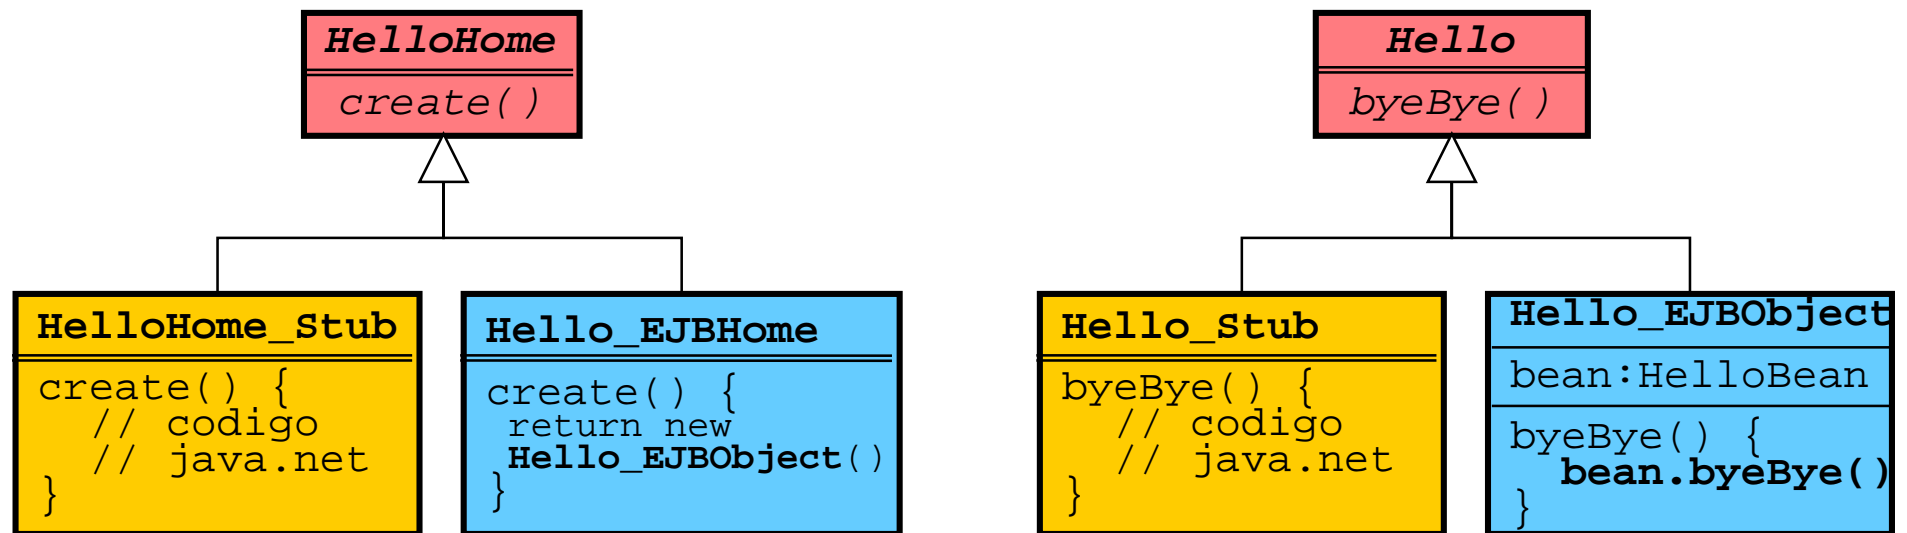 HelloHome
create()
Hello
byeBye()
HelloHome_Stub
create() {
// codigo
// java.net
}
Hello_EJBHome
create() {
return new
Hello_EJBObject()
}
Hello_Stub
byeBye() {
// codigo
// java.net
}
Hello_EJBObject
bean:HelloBean
byeBye() {
bean.byeBye()
}